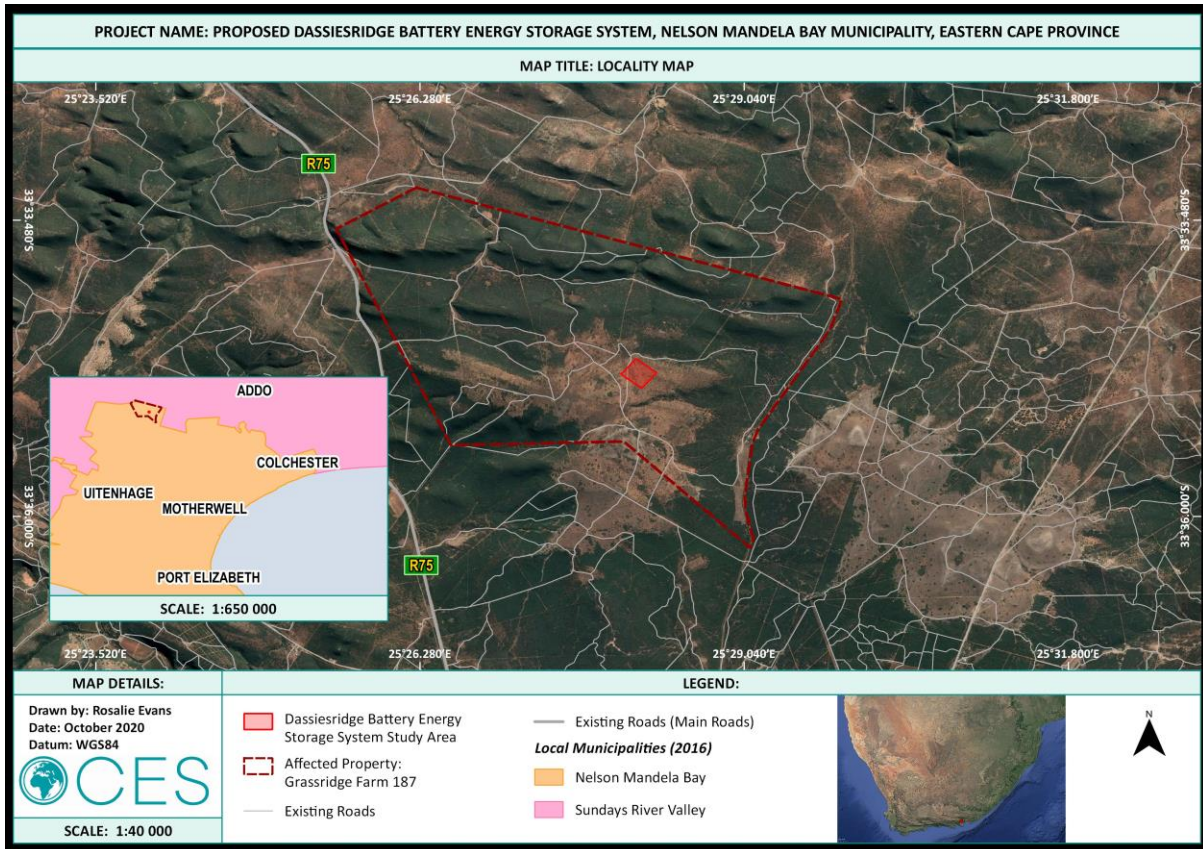 PROJECT NAME: PROPOSED DASSIESRIDGE BATTERY ENERGY STORAGE SYSTEM, NELSON MANDELA BAY MUNICIPALITY, EASTERN CAPE PROVINCE
MAP TITLE: LOCALITY MAP
25°23.520'E
25°26.280'E
25°29.040'E
25°31.800'E
R75
33°33.480'S
33°33.480'S
ADDO
COLCHESTER
UITENHAGE
MOTHERWELL
PORT ELIZABETH
SCALE: 1:650 000
33°36.000'S
33°36.000'S
R75
25°23.520'E
25°26.280'E
25°29.040'E
25°31.800'E
MAP DETAILS:
Drawn by: Rosalie Evans
Date: October 2020
Datum: WGS84
CES
SCALE: 1:40 000
LEGEND:
Dassiesridge Battery Energy
Storage System Study Area
Affected Property:
Grassridge Farm 187
Existing Roads
Existing Roads (Main Roads)
Local Municipalities (2016)
Nelson Mandela Bay
Sundays River Valley
N